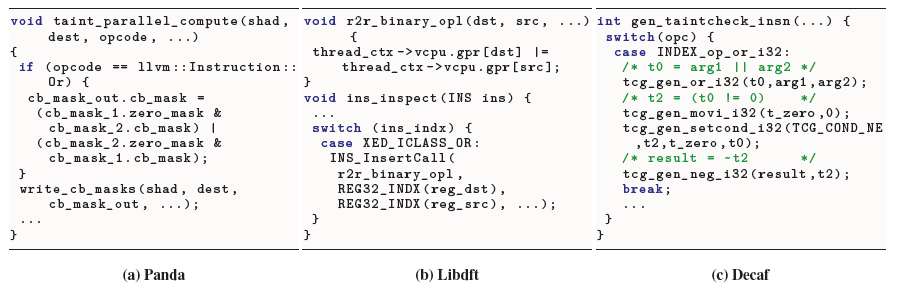 void taint_parallel_compute(shad,
dest, opcode, ...)
{
if (opcode == llvm::Instruction::
Or) {
cb_mask_out.cb_mask =
(cb_mask_1.zero_mask &
cb_mask_2.cb_mask) |
(cb_mask_2.zero_mask &
cb_mask_1.cb_mask);
}
write_cb_masks(shad, dest,
cb_mask_out, ...);
...
}
(a) Panda
void r2r_binary_opl(dst, src, ...)
{
thread_ctx->vcpu.gpr[dst] |=
thread_ctx->vcpu.gpr[src];
}
void ins_inspect(INS ins) {
...
switch (ins_indx) {
case XED_ICLASS_OR:
INS_InsertCall(
r2r_binary_opl,
REG32_INDX(reg_dst),
REG32_INDX(reg_src), ...);
}
}
(b) Libdft
int gen_taintcheck_insn(...) {
switch(opc) {
case INDEX_op_or_i32:
/* t0 = arg1 || arg2 */
tcg_gen_or_i32(t0,arg1,arg2);
/* t2 = (t0 != 0) */
tcg_gen_movi_i32(t_zero,0);
tcg_gen_setcond_i32(TCG_COND_NE
,t2,t_zero,t0);
/* result = ~t2 */
tcg_gen_neg_i32(result,t2);
break;
...
}
}
(c) Decaf